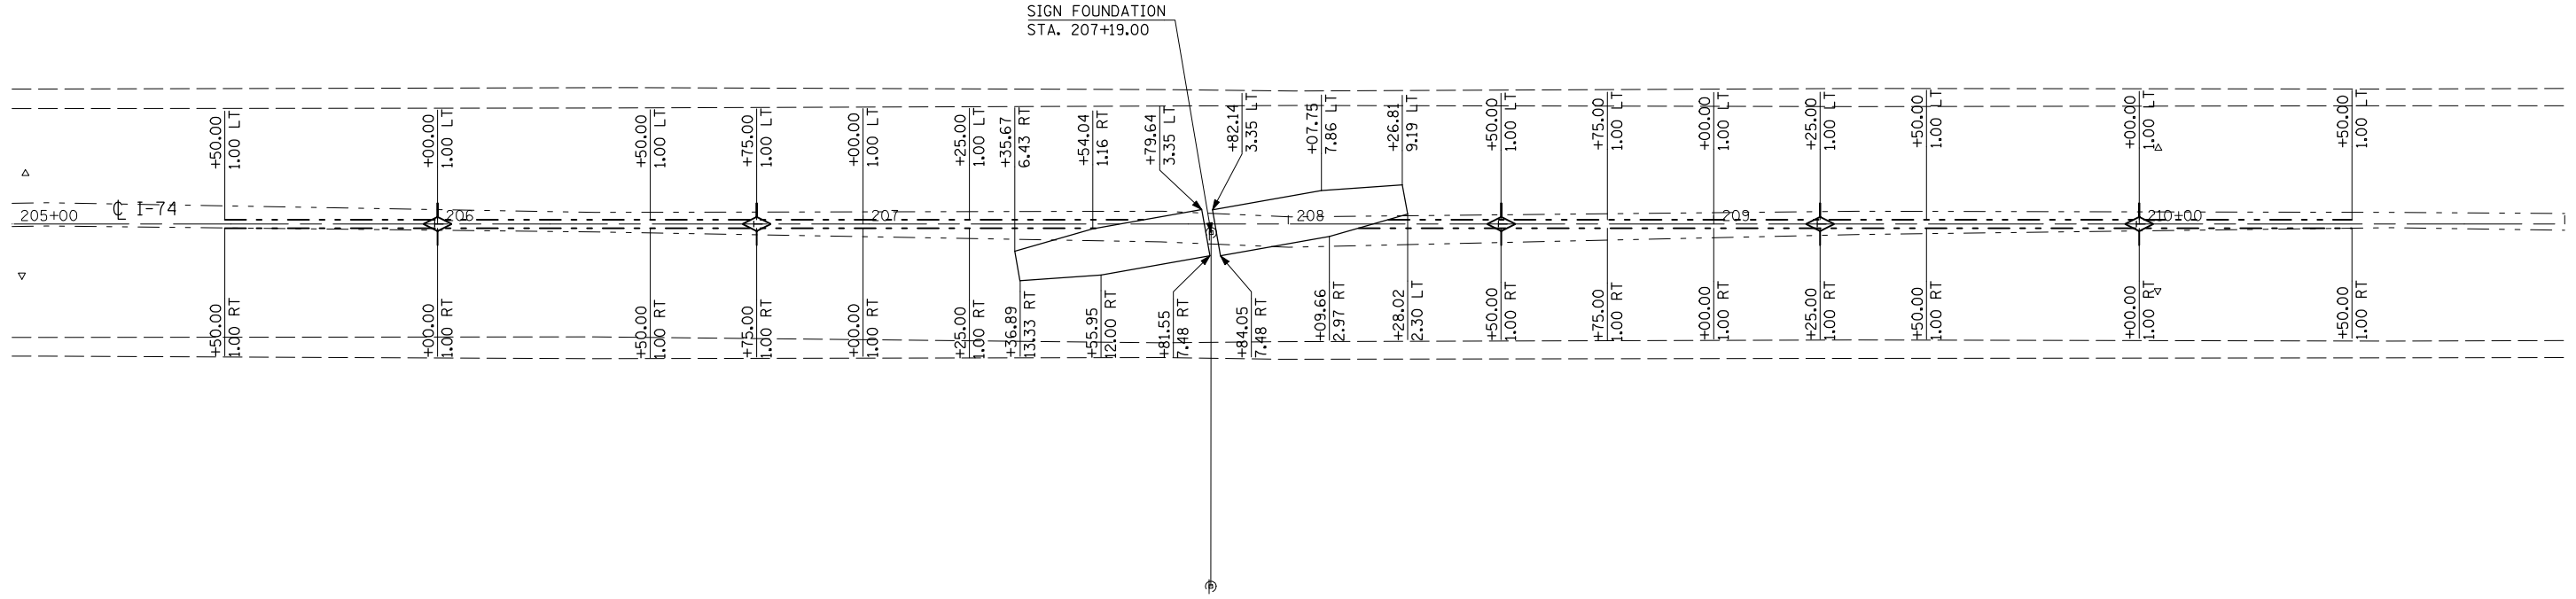 SIGN FOUNDATION
STA. 207+19.00
+50.00
1.00 LT
+00.00
1.00 LT
+50.00
1.00 LT
+75.00
1.00 LT
+00.00
1.00 LT
+25.00
1.00 LT
+35.67
6.43 RT
+54.04
1.16 RT
+79.64
3.35 LT
+82.14
3.35 LT
+07.75
7.86 LT
+26.81
9.19 LT
+50.00
1.00 LT
+75.00
1.00 LT
+00.00
1.00 LT
+25.00
1.00 LT
+50.00
1.00 LT
+00.00
1.00 LT
+50.00
1.00 LT
205+00
℄ I-74
206
207
208
209
210+00
+50.00
1.00 RT
+00.00
1.00 RT
+50.00
1.00 RT
+75.00
1.00 RT
+00.00
1.00 RT
+25.00
1.00 RT
+36.89
13.33 RT
+55.95
12.00 RT
+81.55
7.48 RT
+84.05
7.48 RT
+09.66
2.97 RT
+28.02
2.30 LT
+50.00
1.00 RT
+75.00
1.00 RT
+00.00
1.00 RT
+25.00
1.00 RT
+50.00
1.00 RT
+00.00
1.00 RT
+50.00
1.00 RT